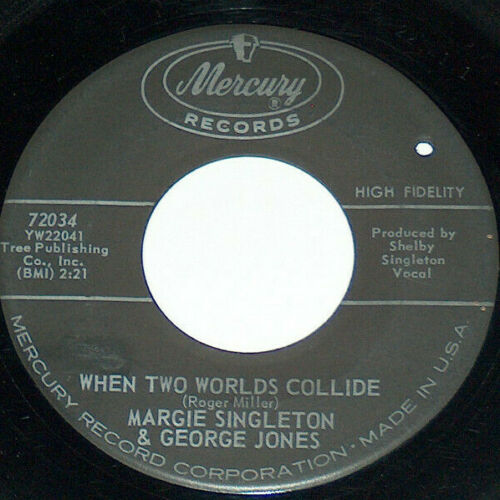 Mercury
®
RECORDS
HIGH FIDELITY
72034
YW22041
Tree Publishing
Co., Inc.
(BMI) 2:21
Produced by
Shelby
Singleton
Vocal
WHEN TWO WORLDS COLLIDE
(Roger Miller)
MARGIE SINGLETON
& GEORGE JONES
MERCURY RECORD CORPORATION · MADE IN U.S.A.